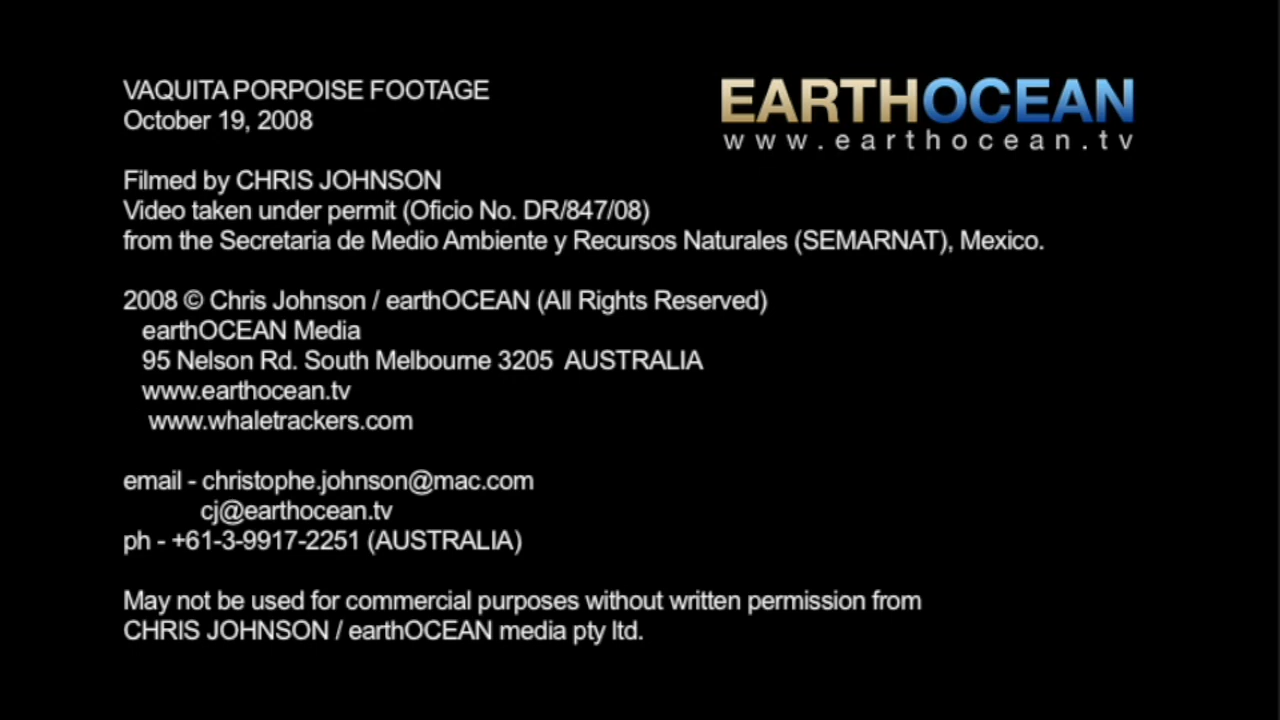 VAQUITA PORPOISE FOOTAGE
October 19, 2008
EARTHOCEAN
www.earthocean.tv
Filmed by CHRIS JOHNSON
Video taken under permit (Oficio No. DR/847/08)
from the Secretaria de Medio Ambiente y Recursos Naturales (SEMARNAT), Mexico.
2008 © Chris Johnson / earthOCEAN (All Rights Reserved)
earthOCEAN Media
95 Nelson Rd. South Melbourne 3205 AUSTRALIA
www.earthocean.tv
www.whaletrackers.com
email - christophe.johnson@mac.com
cj@earthocean.tv
ph - +61-3-9917-2251 (AUSTRALIA)
May not be used for commercial purposes without written permission from
CHRIS JOHNSON / earthOCEAN media pty ltd.